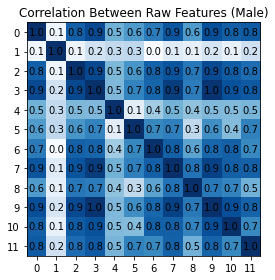 Correlation Between Raw Features (Male)
0 1.0 0.1 0.8 0.9 0.5 0.6 0.7 0.9 0.6 0.9 0.8 0.8
1 0.1 1.0 0.1 0.2 0.3 0.3 0.0 0.1 0.1 0.2 0.1 0.2
2 0.8 0.1 1.0 0.9 0.5 0.6 0.8 0.9 0.7 0.9 0.8 0.8
3 0.9 0.2 0.9 1.0 0.5 0.7 0.8 0.9 0.7 1.0 0.9 0.8
4 0.5 0.3 0.5 0.5 1.0 0.1 0.4 0.5 0.4 0.5 0.5 0.5
5 0.6 0.3 0.6 0.7 0.1 1.0 0.7 0.7 0.3 0.6 0.4 0.7
6 0.7 0.0 0.8 0.8 0.4 0.7 1.0 0.8 0.6 0.8 0.8 0.7
7 0.9 0.1 0.9 0.9 0.5 0.7 0.8 1.0 0.8 0.9 0.8 0.8
8 0.6 0.1 0.7 0.7 0.4 0.3 0.6 0.8 1.0 0.7 0.7 0.5
9 0.9 0.2 0.9 1.0 0.5 0.6 0.8 0.9 0.7 1.0 0.9 0.8
10 0.8 0.1 0.8 0.9 0.5 0.4 0.8 0.8 0.7 0.9 1.0 0.7
11 0.8 0.2 0.8 0.8 0.5 0.7 0.7 0.8 0.5 0.8 0.7 1.0
0 1 2 3 4 5 6 7 8 9 10 11